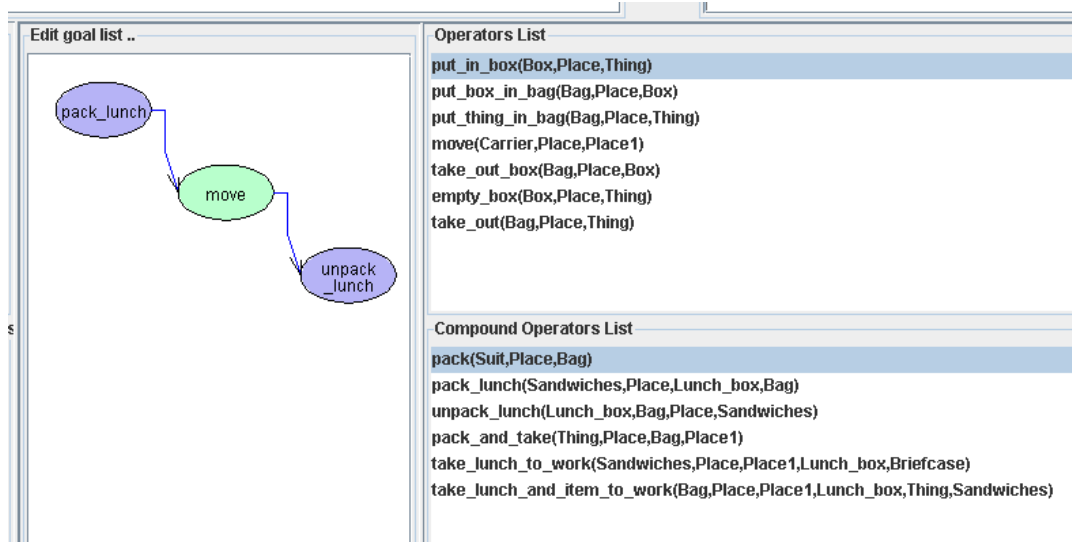 Edit goal list ..
pack_lunch
move
unpack
_lunch
Operators List
put_in_box(Box,Place,Thing)
put_box_in_bag(Bag,Place,Box)
put_thing_in_bag(Bag,Place,Thing)
move(Carrier,Place,Place1)
take_out_box(Bag,Place,Box)
empty_box(Box,Place,Thing)
take_out(Bag,Place,Thing)
Compound Operators List
pack(Suit,Place,Bag)
pack_lunch(Sandwiches,Place,Lunch_box,Bag)
unpack_lunch(Lunch_box,Bag,Place,Sandwiches)
pack_and_take(Thing,Place,Bag,Place1)
take_lunch_to_work(Sandwiches,Place,Place1,Lunch_box,Briefcase)
take_lunch_and_item_to_work(Bag,Place,Place1,Lunch_box,Thing,Sandwiches)